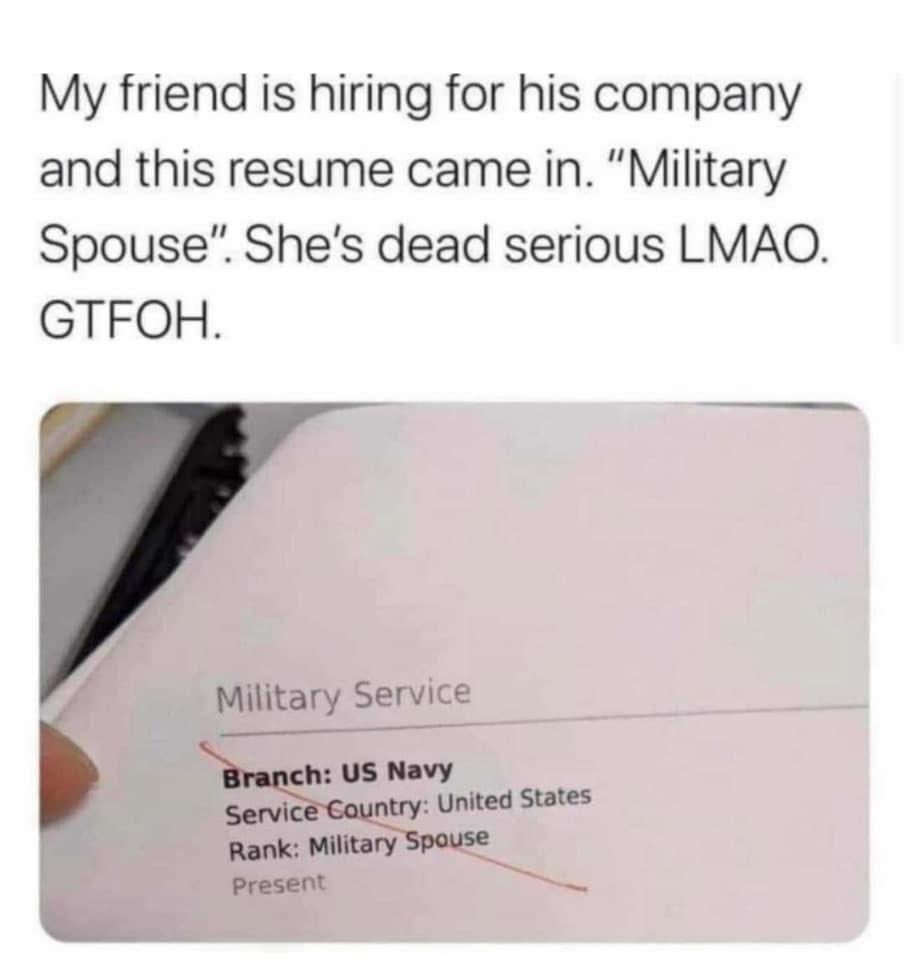 My friend is hiring for his company
and this resume came in. "Military
Spouse". She's dead serious LMAO.
GTFOH.
Military Service
Branch: US Navy
Service Country: United States
Rank: Military Spouse
Present